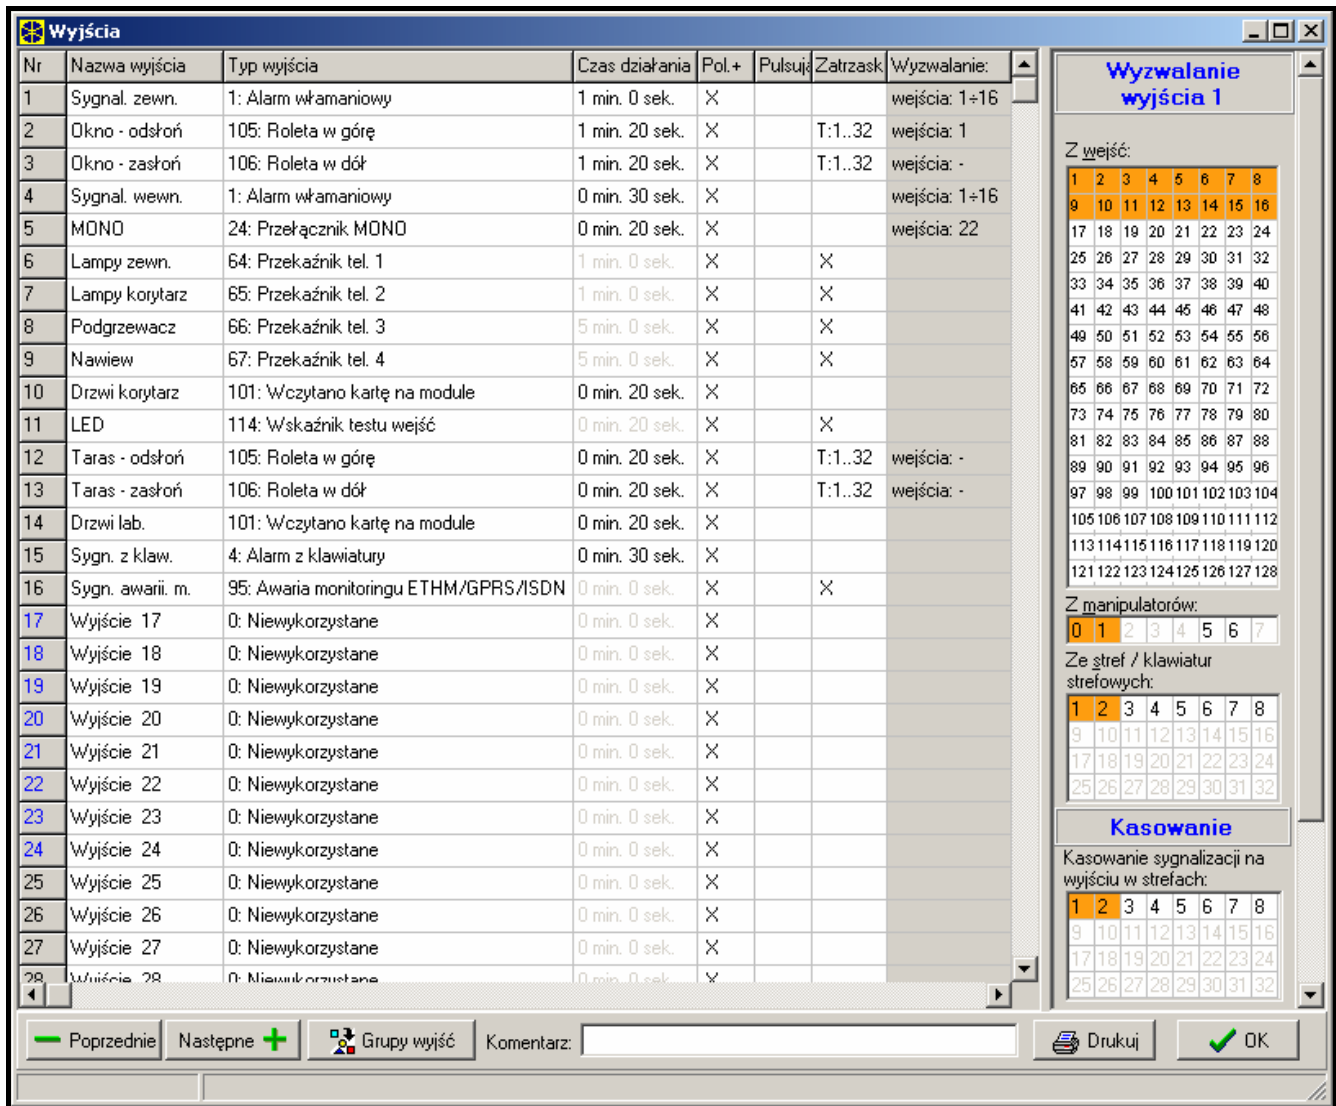 Wyjścia
Nr Nazwa wyjścia Typ wyjścia Czas działania Pol.+ Pulsują Zatrzask Wyzwalanie:
1 Sygnal. zewn. 1: Alarm włamaniowy 1 min. 0 sek. X wejścia: 1÷16
2 Okno - odsłoń 105: Roleta w górę 1 min. 20 sek. X T:1..32 wejścia: 1
3 Okno - zasłoń 106: Roleta w dół 1 min. 20 sek. X T:1..32 wejścia: -
4 Sygnal. wewn. 1: Alarm włamaniowy 0 min. 30 sek. X wejścia: 1÷16
5 MONO 24: Przełącznik MONO 0 min. 20 sek. X wejścia: 22
6 Lampy zewn. 64: Przekaźnik tel. 1 1 min. 0 sek. X X
7 Lampy korytarz 65: Przekaźnik tel. 2 1 min. 0 sek. X X
8 Podgrzewacz 66: Przekaźnik tel. 3 5 min. 0 sek. X X
9 Nawiew 67: Przekaźnik tel. 4 5 min. 0 sek. X X
10 Drzwi korytarz 101: Wczytano kartę na module 0 min. 20 sek. X
11 LED 114: Wskaźnik testu wejść 0 min. 20 sek. X X
12 Taras - odsłoń 105: Roleta w górę 0 min. 20 sek. X T:1..32 wejścia: -
13 Taras - zasłoń 106: Roleta w dół 0 min. 20 sek. X T:1..32 wejścia: -
14 Drzwi lab. 101: Wczytano kartę na module 0 min. 20 sek. X
15 Sygn. z klaw. 4: Alarm z klawiatury 0 min. 30 sek. X
16 Sygn. awarii. m. 95: Awaria monitoringu ETHM/GPRS/ISDN 0 min. 0 sek. X X
17 Wyjście 17 0: Niewykorzystane 0 min. 0 sek. X
18 Wyjście 18 0: Niewykorzystane 0 min. 0 sek. X
19 Wyjście 19 0: Niewykorzystane 0 min. 0 sek. X
20 Wyjście 20 0: Niewykorzystane 0 min. 0 sek. X
21 Wyjście 21 0: Niewykorzystane 0 min. 0 sek. X
22 Wyjście 22 0: Niewykorzystane 0 min. 0 sek. X
23 Wyjście 23 0: Niewykorzystane 0 min. 0 sek. X
24 Wyjście 24 0: Niewykorzystane 0 min. 0 sek. X
25 Wyjście 25 0: Niewykorzystane 0 min. 0 sek. X
26 Wyjście 26 0: Niewykorzystane 0 min. 0 sek. X
27 Wyjście 27 0: Niewykorzystane 0 min. 0 sek. X
28 Wyjście 28 0: Niewykorzystane 0 min. 0 sek. X
Wyzwalanie
wyjścia 1
Z wejść:
1 2 3 4 5 6 7 8
9 10 11 12 13 14 15 16
17 18 19 20 21 22 23 24
25 26 27 28 29 30 31 32
33 34 35 36 37 38 39 40
41 42 43 44 45 46 47 48
49 50 51 52 53 54 55 56
57 58 59 60 61 62 63 64
65 66 67 68 69 70 71 72
73 74 75 76 77 78 79 80
81 82 83 84 85 86 87 88
89 90 91 92 93 94 95 96
97 98 99 100 101 102 103 104
105 106 107 108 109 110 111 112
113 114 115 116 117 118 119 120
121 122 123 124 125 126 127 128
Z manipulatorów:
0 1 2 3 4 5 6 7
Ze stref / klawiatur
strefowych:
1 2 3 4 5 6 7 8
9 10 11 12 13 14 15 16
17 18 19 20 21 22 23 24
25 26 27 28 29 30 31 32
Kasowanie
Kasowanie sygnalizacji na
wyjściu w strefach:
1 2 3 4 5 6 7 8
9 10 11 12 13 14 15 16
17 18 19 20 21 22 23 24
25 26 27 28 29 30 31 32
Poprzednie Następne Grupy wyjść Komentarz: Drukuj OK